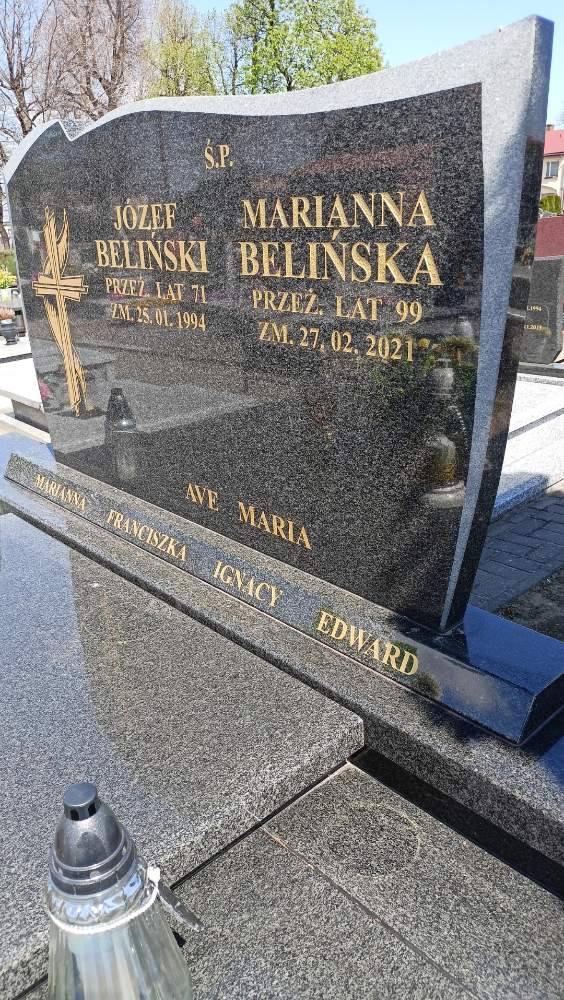 Ś.P.
JÓZEF
BELIŃSKI
PRZEŻ. LAT 71
ZM. 25. 01. 1994
MARIANNA
BELIŃSKA
PRZEŻ. LAT 99
ZM. 27. 02. 2021
AVE MARIA
MARIANNA FRANCISZKA IGNACY EDWARD